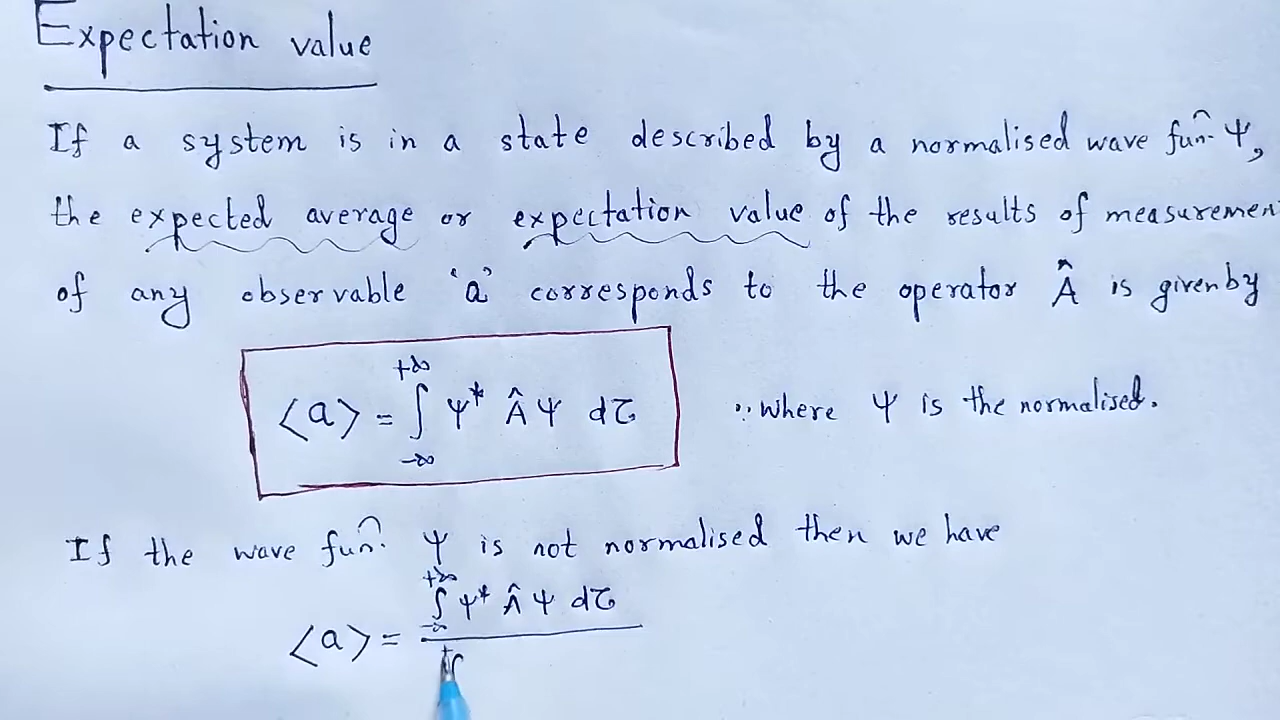 Expectation value
If a system is in a state described by a normalised wave fun. ψ,
the expected average or expectation value of the results of measuremen
of any observable 'a' corresponds to the operator Â is given by
+∞
⟨a⟩ = ∫ ψ* Â ψ dτ ∵ where ψ is the normalised.
-∞
If the wave fun. ψ is not normalised then we have
+∞
∫ ψ* Â ψ dτ
-∞
⟨a⟩ =